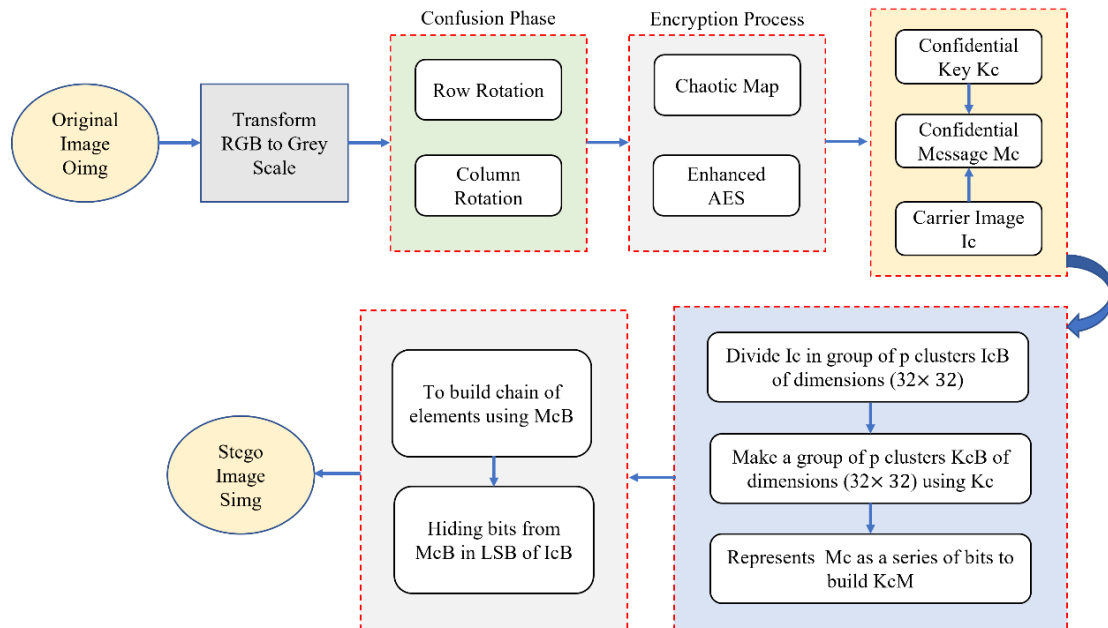 Confusion Phase
Encryption Process
Original
Image
Oimg
Transform
RGB to Grey
Scale
Row Rotation
Column
Rotation
Chaotic Map
Enhanced
AES
Confidential
Key Kc
Confidential
Message Mc
Carrier Image
Ic
Divide Ic in group of p clusters IcB
of dimensions (32× 32)
Make a group of p clusters KcB of
dimensions (32× 32) using Kc
Represents Mc as a series of bits to
build KcM
To build chain of
elements using McB
Hiding bits from
McB in LSB of IcB
Stego
Image
Simg